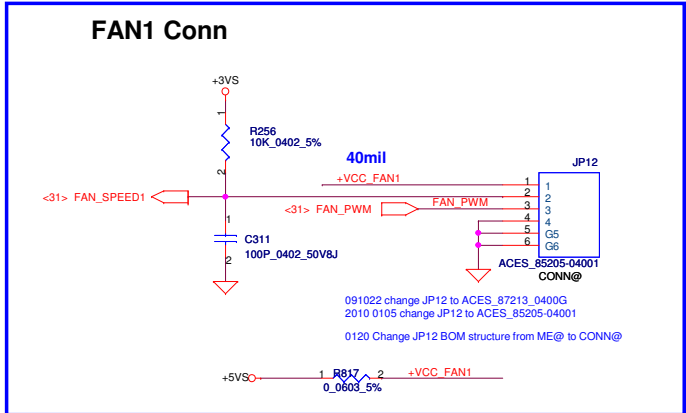 FAN1 Conn
+3VS
1
R256
10K_0402_5%
2
40mil
JP12
+VCC_FAN1
1 1
<31> FAN_SPEED1
2 2
<31> FAN_PWM
FAN_PWM
3 3
4 4
5 G5
6 G6
1
C311
100P_0402_50V8J
2
ACES_85205-04001
CONN@
091022 change JP12 to ACES_87213_0400G
2010 0105 change JP12 to ACES_85205-04001
0120 Change JP12 BOM structure from ME@ to CONN@
+5VS
1 R817 2
+VCC_FAN1
0_0603_5%